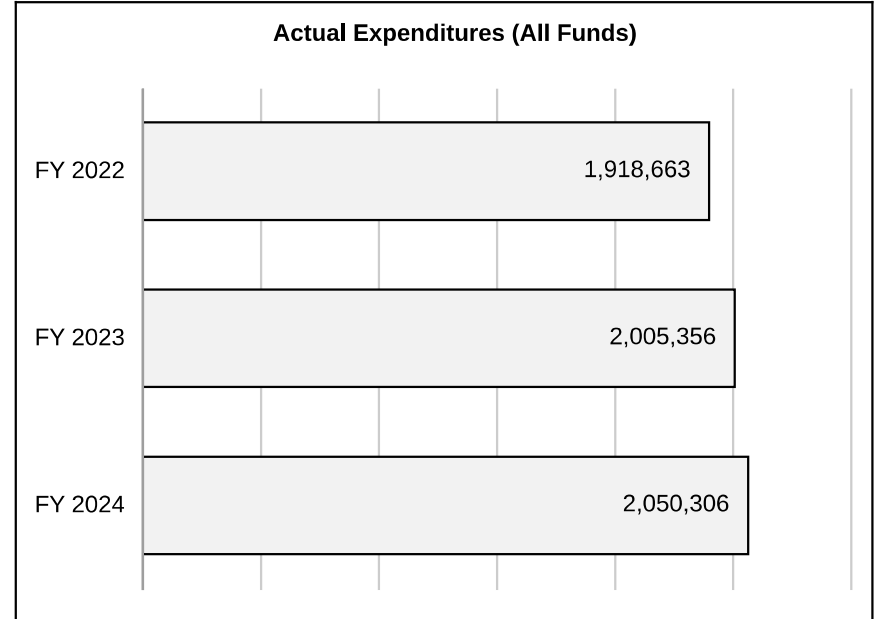 Actual Expenditures (All Funds)
FY 2022
1,918,663
FY 2023
2,005,356
FY 2024
2,050,306